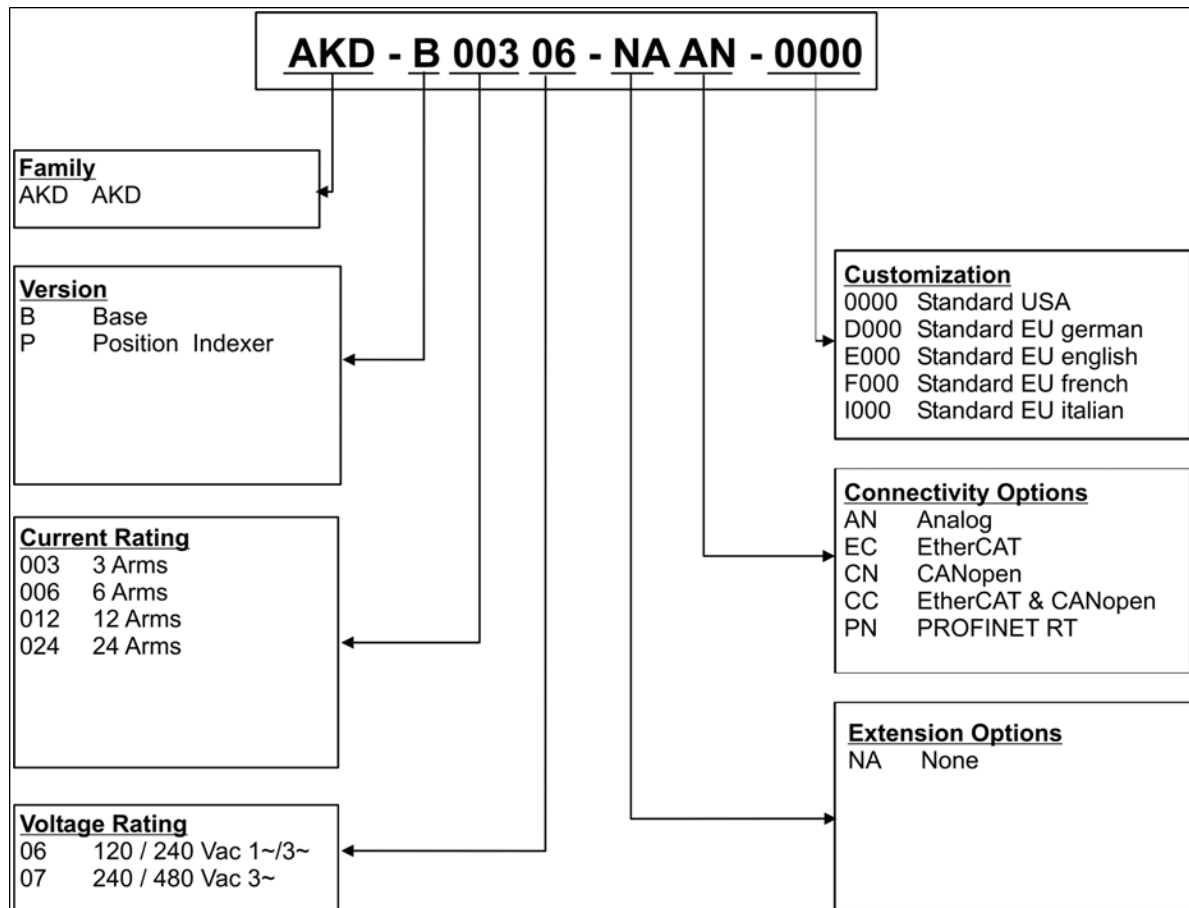 AKD - B 003 06 - NA AN - 0000
Family
AKD AKD
Version
B Base
P Position Indexer
Current Rating
003 3 Arms
006 6 Arms
012 12 Arms
024 24 Arms
Voltage Rating
06 120 / 240 Vac 1~/3~
07 240 / 480 Vac 3~
Customization
0000 Standard USA
D000 Standard EU german
E000 Standard EU english
F000 Standard EU french
I000 Standard EU italian
Connectivity Options
AN Analog
EC EtherCAT
CN CANopen
CC EtherCAT & CANopen
PN PROFINET RT
Extension Options
NA None